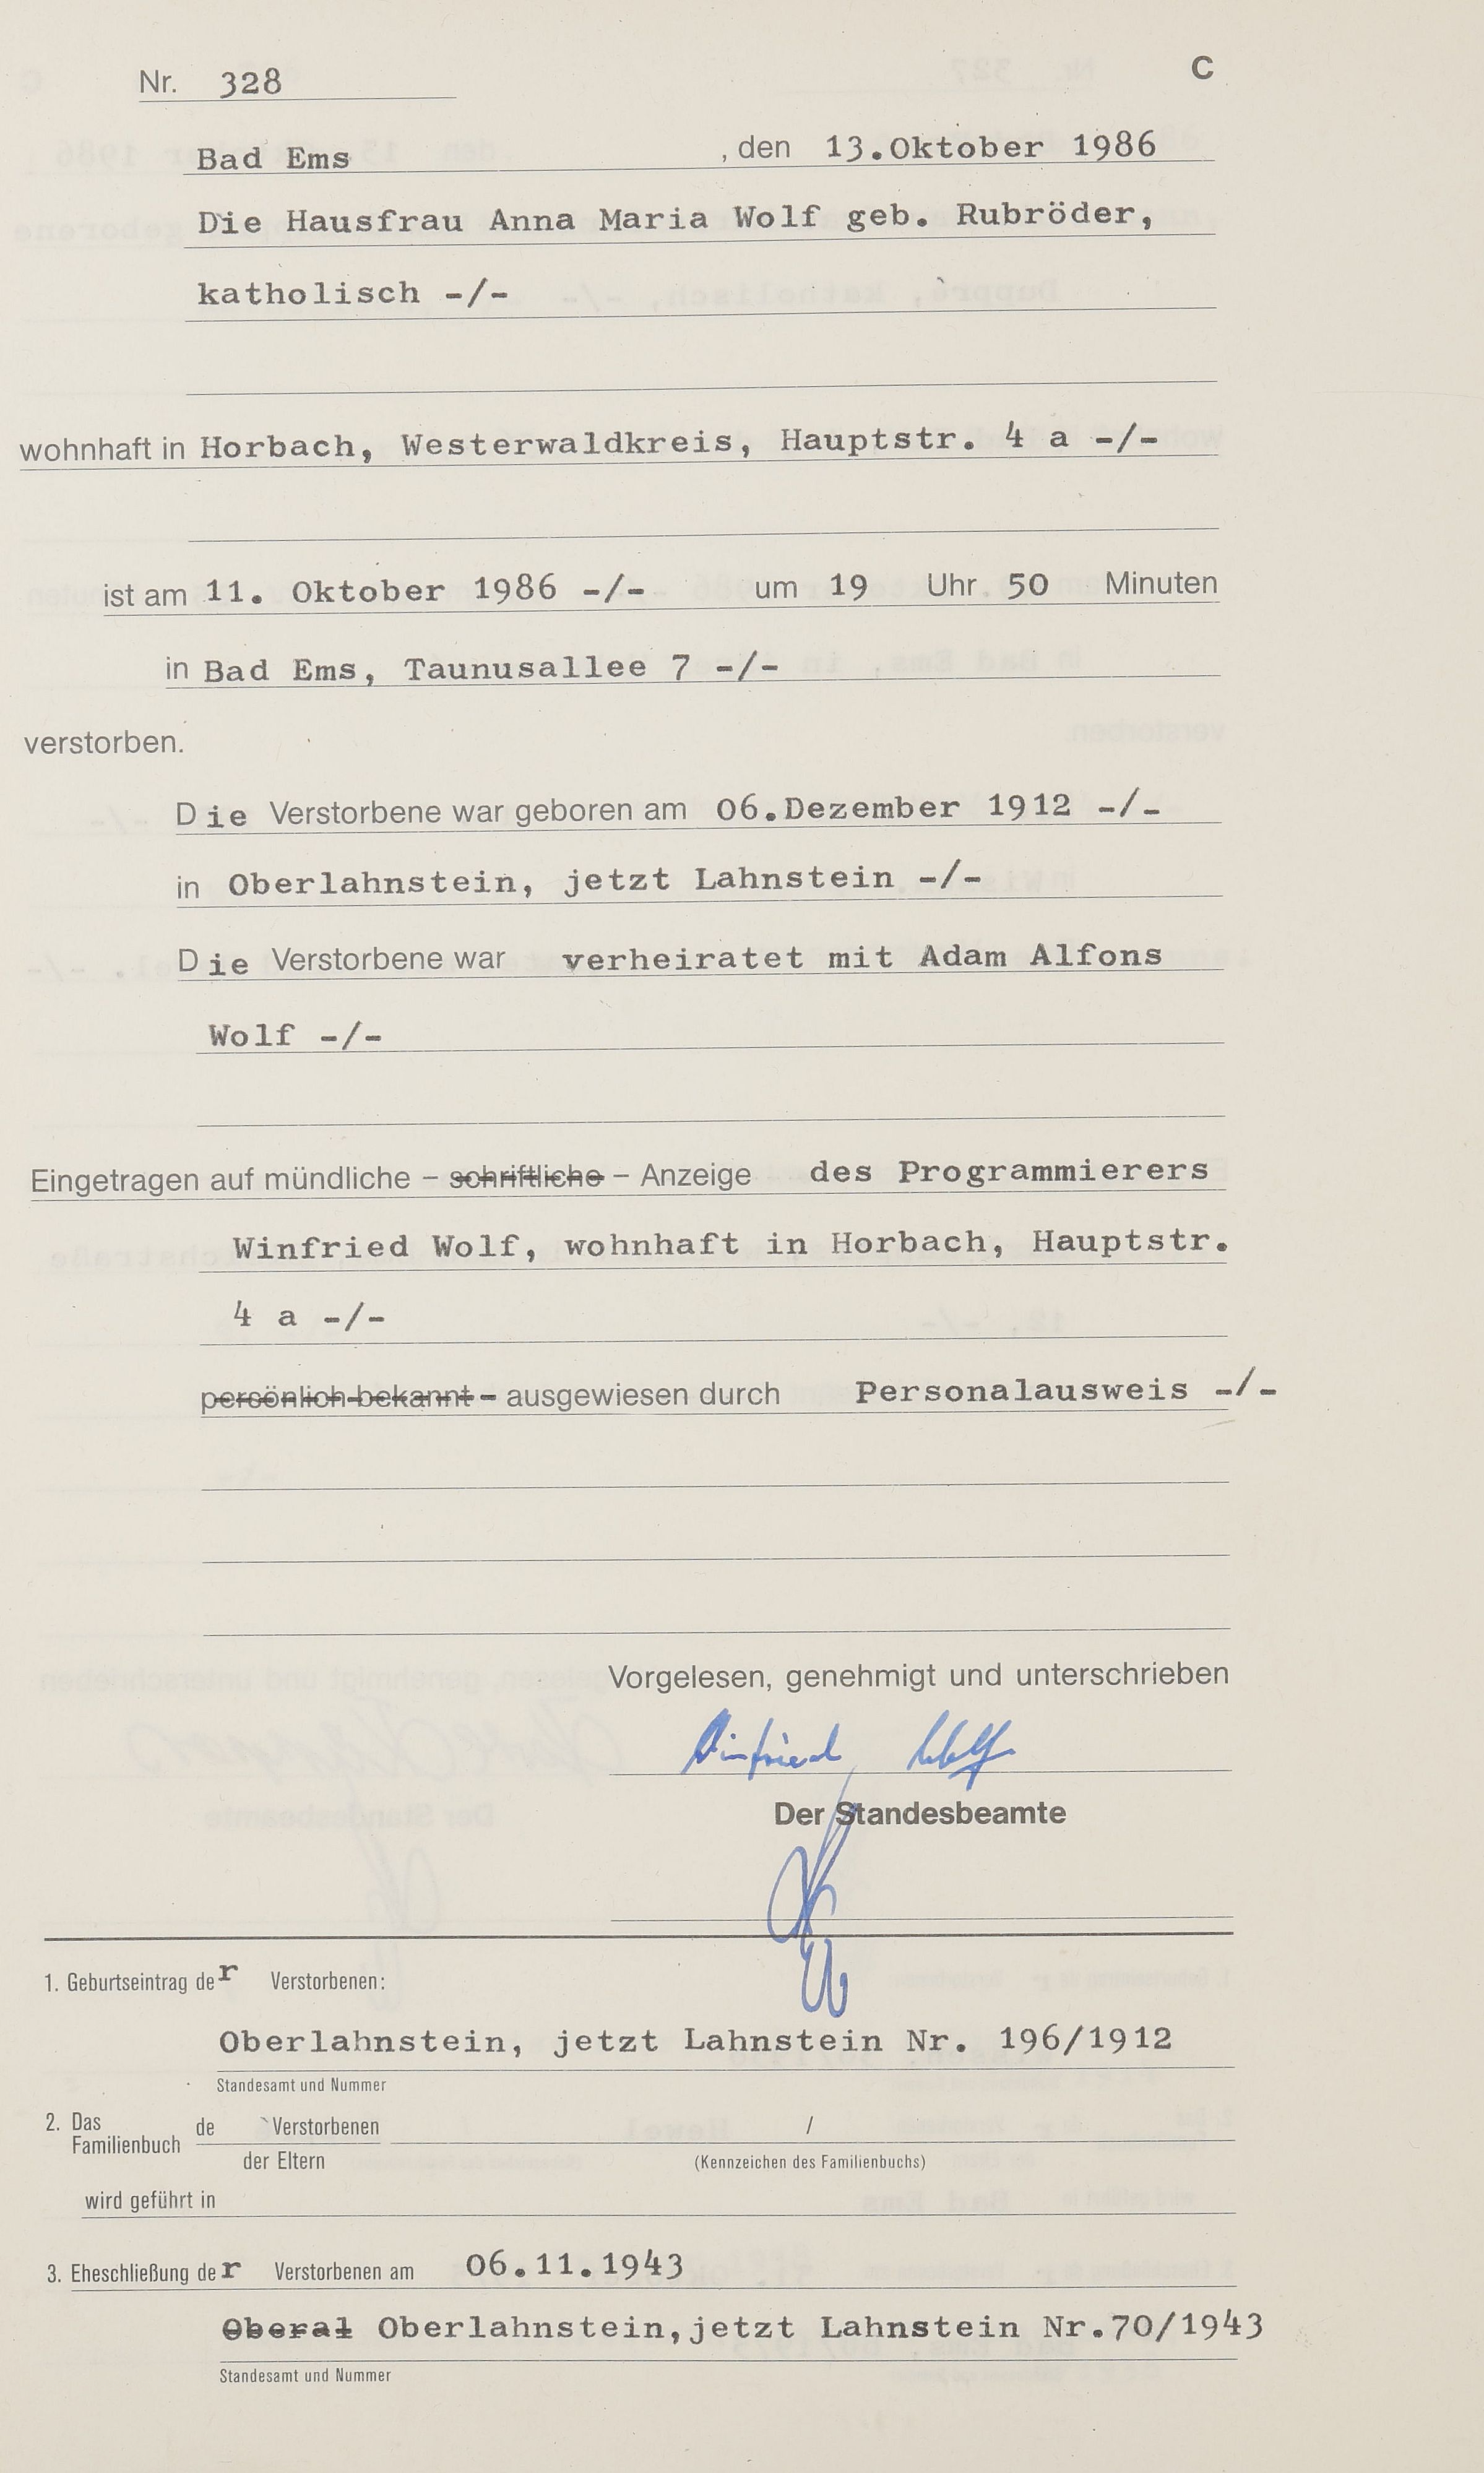 Nr. 328
C
Bad Ems , den 13.Oktober 1986
Die Hausfrau Anna Maria Wolf geb. Rubröder,
katholisch -/-
wohnhaft in Horbach, Westerwaldkreis, Hauptstr. 4 a -/-
ist am 11. Oktober 1986 -/- um 19 Uhr 50 Minuten
in Bad Ems, Taunusallee 7 -/-
verstorben.
Die Verstorbene war geboren am 06.Dezember 1912 -/-
in Oberlahnstein, jetzt Lahnstein -/-
Die Verstorbene war verheiratet mit Adam Alfons
Wolf -/-
Eingetragen auf mündliche – schriftliche – Anzeige des Programmierers
Winfried Wolf, wohnhaft in Horbach, Hauptstr.
4 a -/-
persönlich bekannt – ausgewiesen durch Personalausweis -/-
Vorgelesen, genehmigt und unterschrieben
Winfried Wolf
Der Standesbeamte
1. Geburtseintrag der Verstorbenen:
Oberlahnstein, jetzt Lahnstein Nr. 196/1912
Standesamt und Nummer
2. Das Familienbuch de Verstorbenen /
der Eltern (Kennzeichen des Familienbuchs)
wird geführt in
3. Eheschließung der Verstorbenen am 06.11.1943
Oberal Oberlahnstein,jetzt Lahnstein Nr.70/1943
Standesamt und Nummer